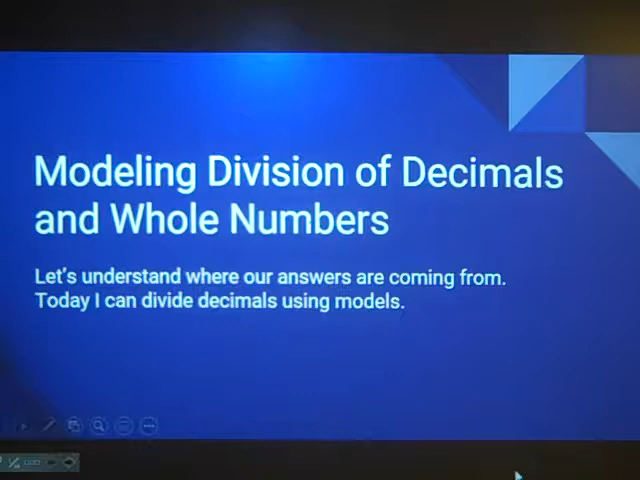 Modeling Division of Decimals
and Whole Numbers
Let's understand where our answers are coming from.
Today I can divide decimals using models.